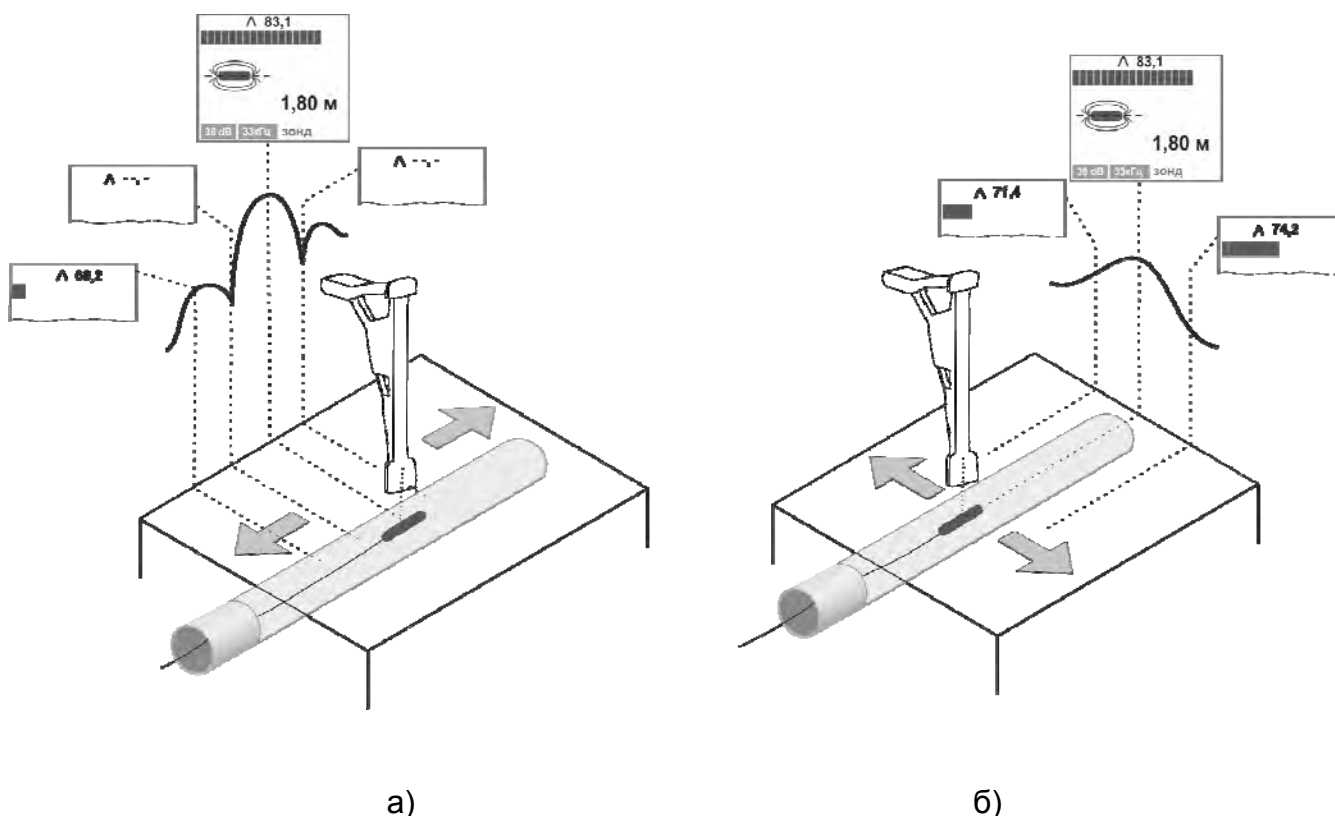 Λ 83,1
1,80 м
38 dB 33кГц зонд
Λ --,-
Λ --,-
Λ 68,2
Λ 83,1
1,80 м
38 dB 33кГц зонд
Λ 71,4
Λ 74,2
а)
б)